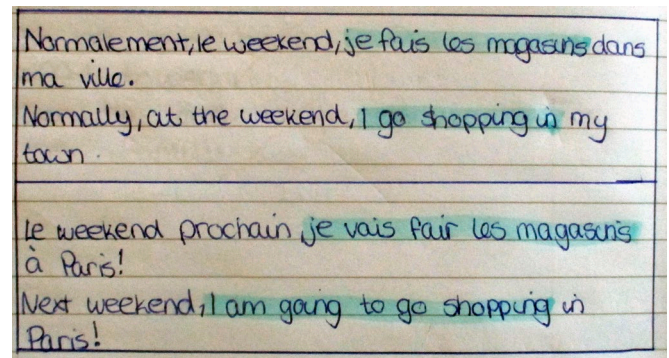 Normalement, le weekend, je fais les magasins dans
ma ville.
Normally, at the weekend, I go shopping in my
town.
Le weekend prochain je vais fair les magasins
à Paris!
Next weekend, I am going to go shopping in
Paris!